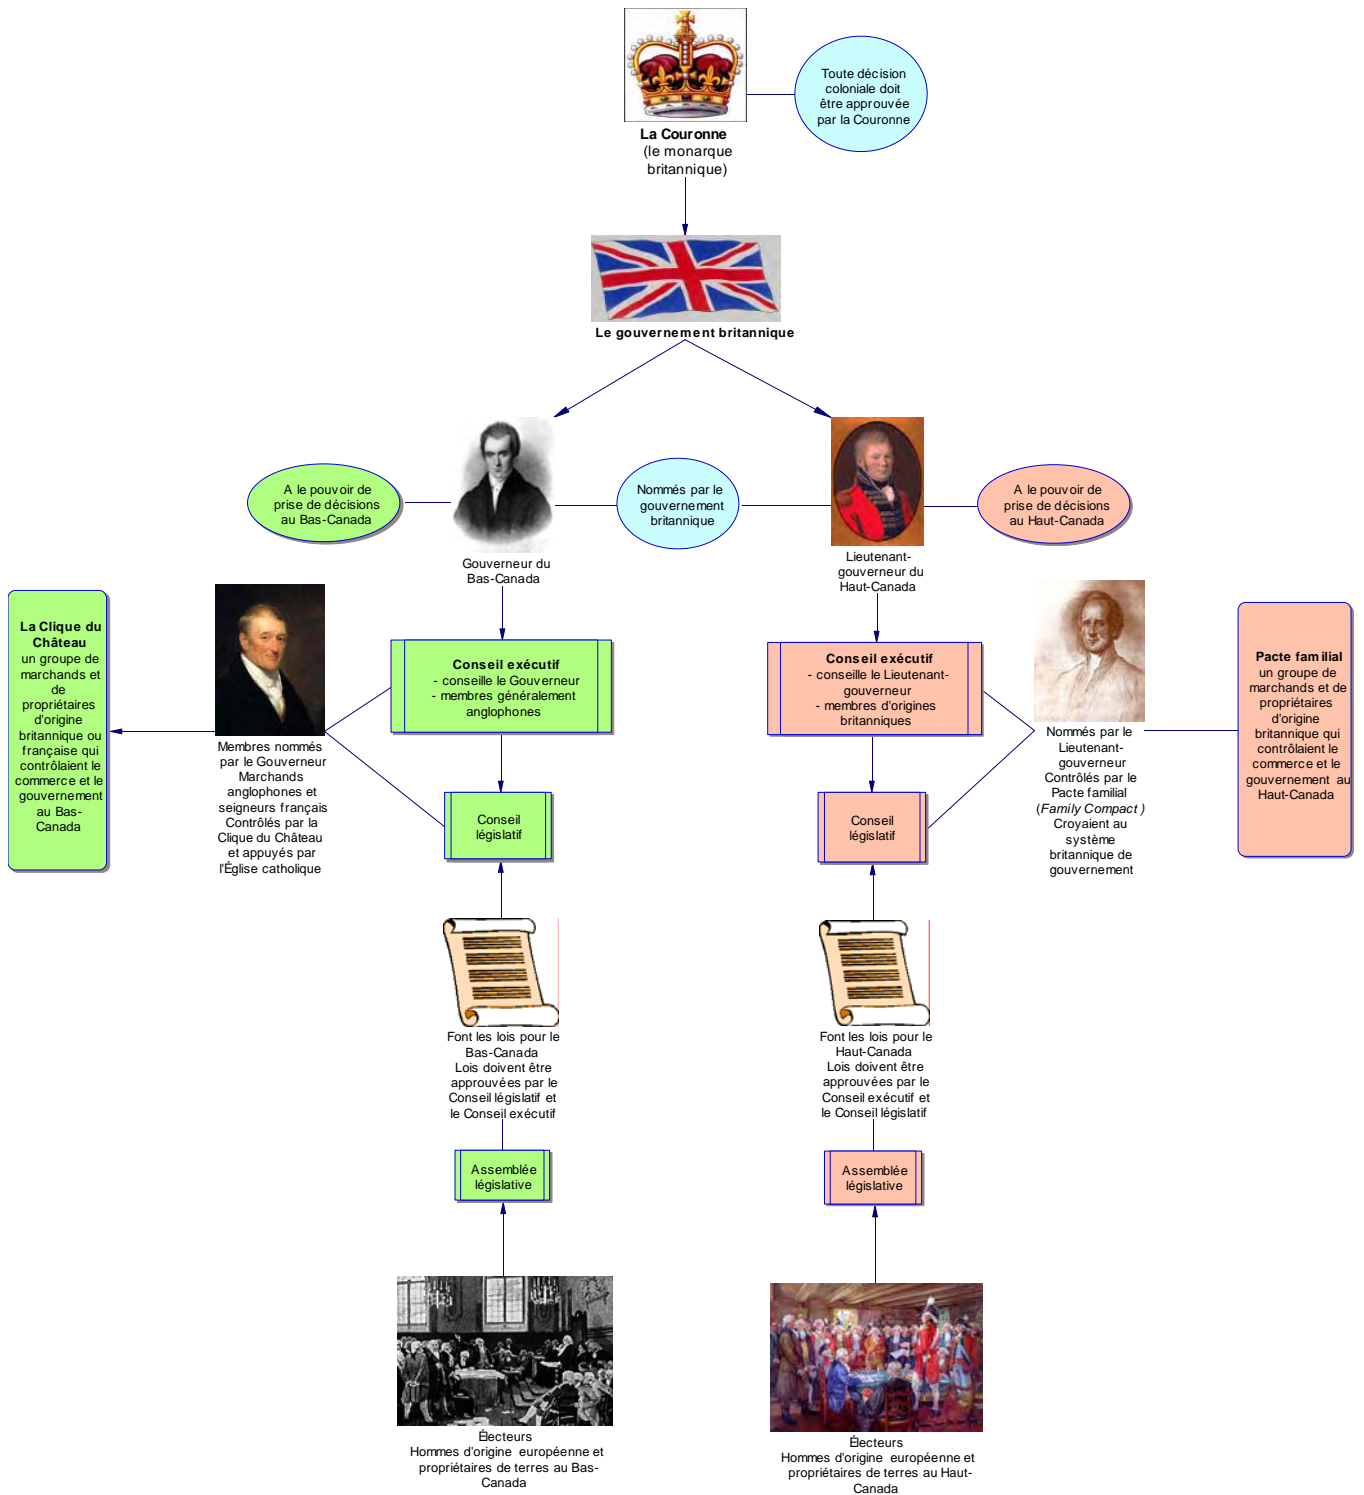 Toute décision
coloniale doit
être approuvée
par la Couronne
La Couronne
(le monarque
britannique)
Le gouvernement britannique
A le pouvoir de
prise de décisions
au Bas-Canada
Nommés par le
gouvernement
britannique
A le pouvoir de
prise de décisions
au Haut-Canada
Gouverneur du
Bas-Canada
Lieutenant-
gouverneur du
Haut-Canada
La Clique du
Château
un groupe de
marchands et
de
propriétaires
d'origine
britannique ou
française qui
contrôlaient le
commerce et le
gouvernement
au Bas-
Canada
Membres nommés
par le Gouverneur
Marchands
anglophones et
seigneurs français
Contrôlés par la
Clique du Château
et appuyés par
l'Église catholique
Conseil exécutif
- conseille le Gouverneur
- membres généralement
anglophones
Conseil
législatif
Conseil exécutif
- conseille le Lieutenant-
gouverneur
- membres d'origines
britanniques
Conseil
législatif
Nommés par le
Lieutenant-
gouverneur
Contrôlés par le
Pacte familial
(Family Compact )
Croyaient au
système
britannique de
gouvernement
Pacte familial
un groupe de
marchands et de
propriétaires
d'origine
britannique qui
contrôlaient le
commerce et le
gouvernement au
Haut-Canada
Font les lois pour le
Bas-Canada
Lois doivent être
approuvées par le
Conseil législatif et
le Conseil exécutif
Font les lois pour le
Haut-Canada
Lois doivent être
approuvées par le
Conseil exécutif et
le Conseil législatif
Assemblée
législative
Assemblée
législative
Électeurs
Hommes d'origine européenne et
propriétaires de terres au Bas-
Canada
Électeurs
Hommes d'origine européenne et
propriétaires de terres au Haut-
Canada